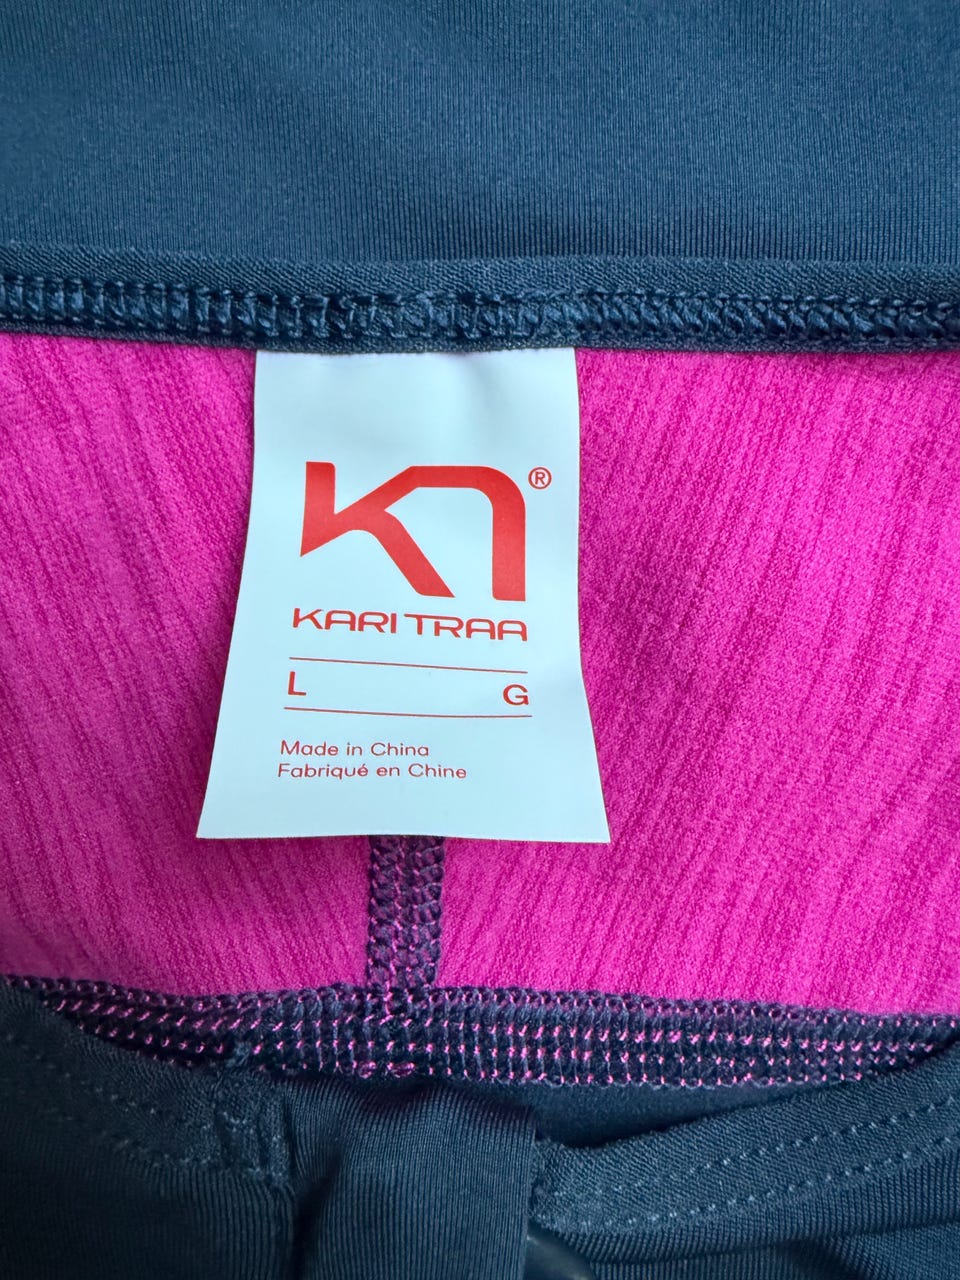 ®
KARI TRAA
L G
Made in China
Fabriqué en Chine